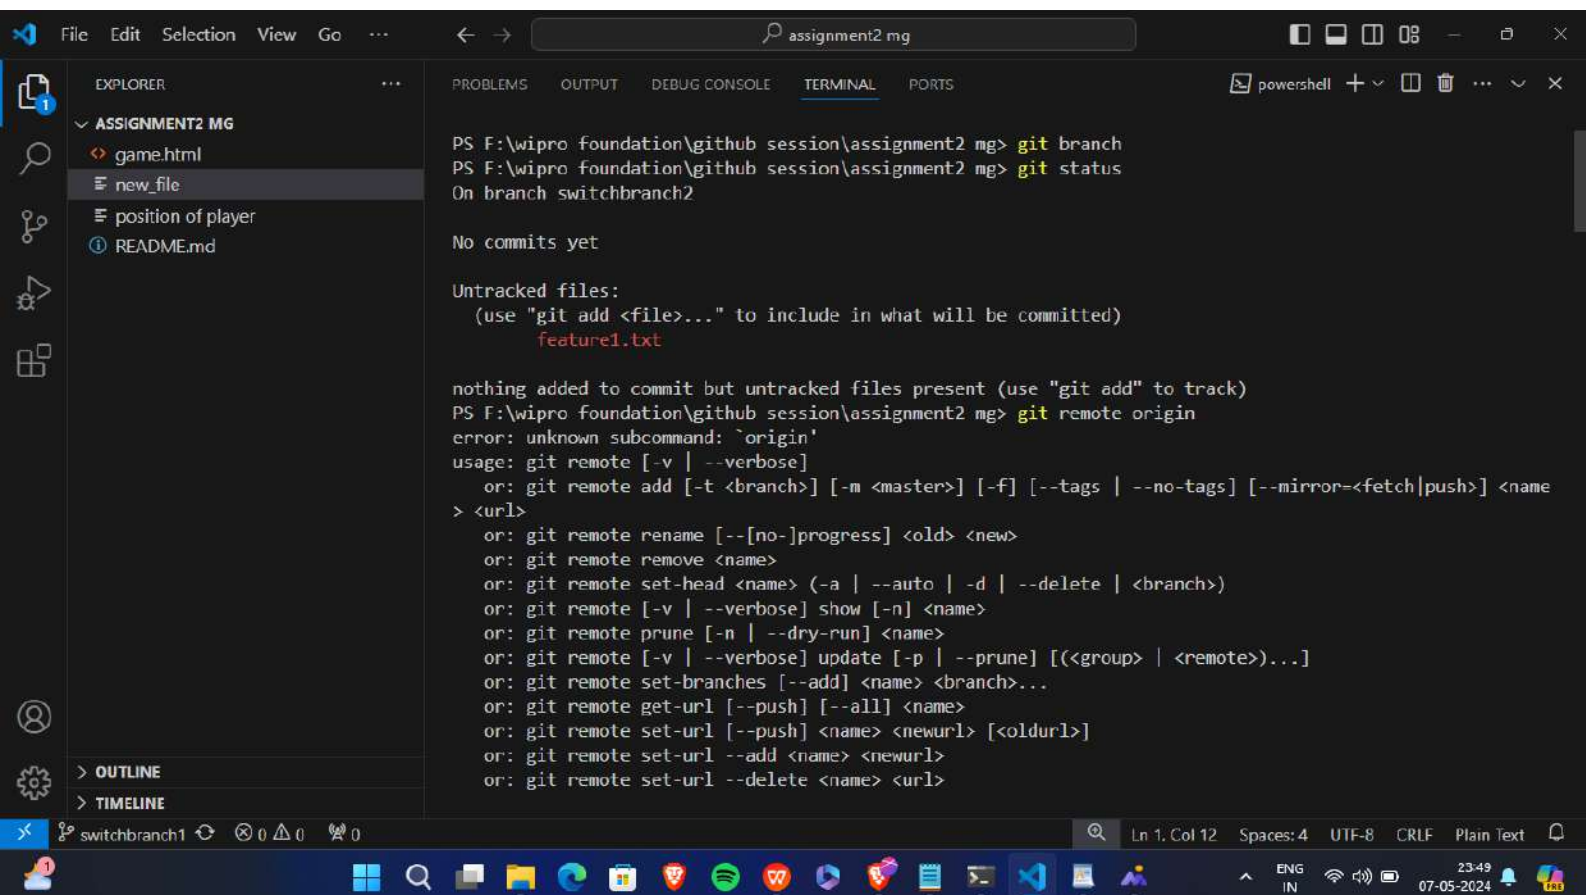 File Edit Selection View Go ··· ← → assignment2 mg
EXPLORER ···
1
ASSIGNMENT2 MG
game.html
new_file
position of player
README.md
OUTLINE
TIMELINE
PROBLEMS OUTPUT DEBUG CONSOLE TERMINAL PORTS powershell
PS F:\wipro foundation\github session\assignment2 mg> git branch
PS F:\wipro foundation\github session\assignment2 mg> git status
On branch switchbranch2
No commits yet
Untracked files:
(use "git add <file>..." to include in what will be committed)
feature1.txt
nothing added to commit but untracked files present (use "git add" to track)
PS F:\wipro foundation\github session\assignment2 mg> git remote origin
error: unknown subcommand: `origin'
usage: git remote [-v | --verbose]
or: git remote add [-t <branch>] [-m <master>] [-f] [--tags | --no-tags] [--mirror=<fetch|push>] <name
> <url>
or: git remote rename [--[no-]progress] <old> <new>
or: git remote remove <name>
or: git remote set-head <name> (-a | --auto | -d | --delete | <branch>)
or: git remote [-v | --verbose] show [-n] <name>
or: git remote prune [-n | --dry-run] <name>
or: git remote [-v | --verbose] update [-p | --prune] [(<group> | <remote>)...]
or: git remote set-branches [--add] <name> <branch>...
or: git remote get-url [--push] [--all] <name>
or: git remote set-url [--push] <name> <newurl> [<oldurl>]
or: git remote set-url --add <name> <newurl>
or: git remote set-url --delete <name> <url>
switchbranch1 0 0 0 Ln 1, Col 12 Spaces: 4 UTF-8 CRLF Plain Text
1 ENG 23:49
IN 07-05-2024 FRE